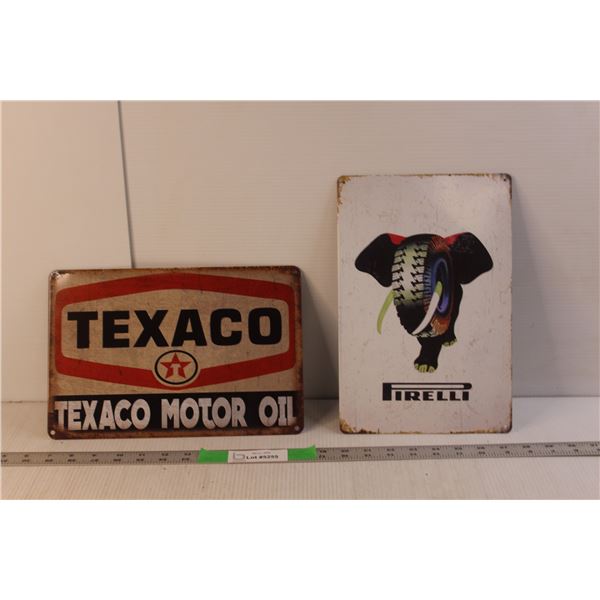 TEXACO
T
TEXACO MOTOR OIL
PIRELLI
Lot #5255